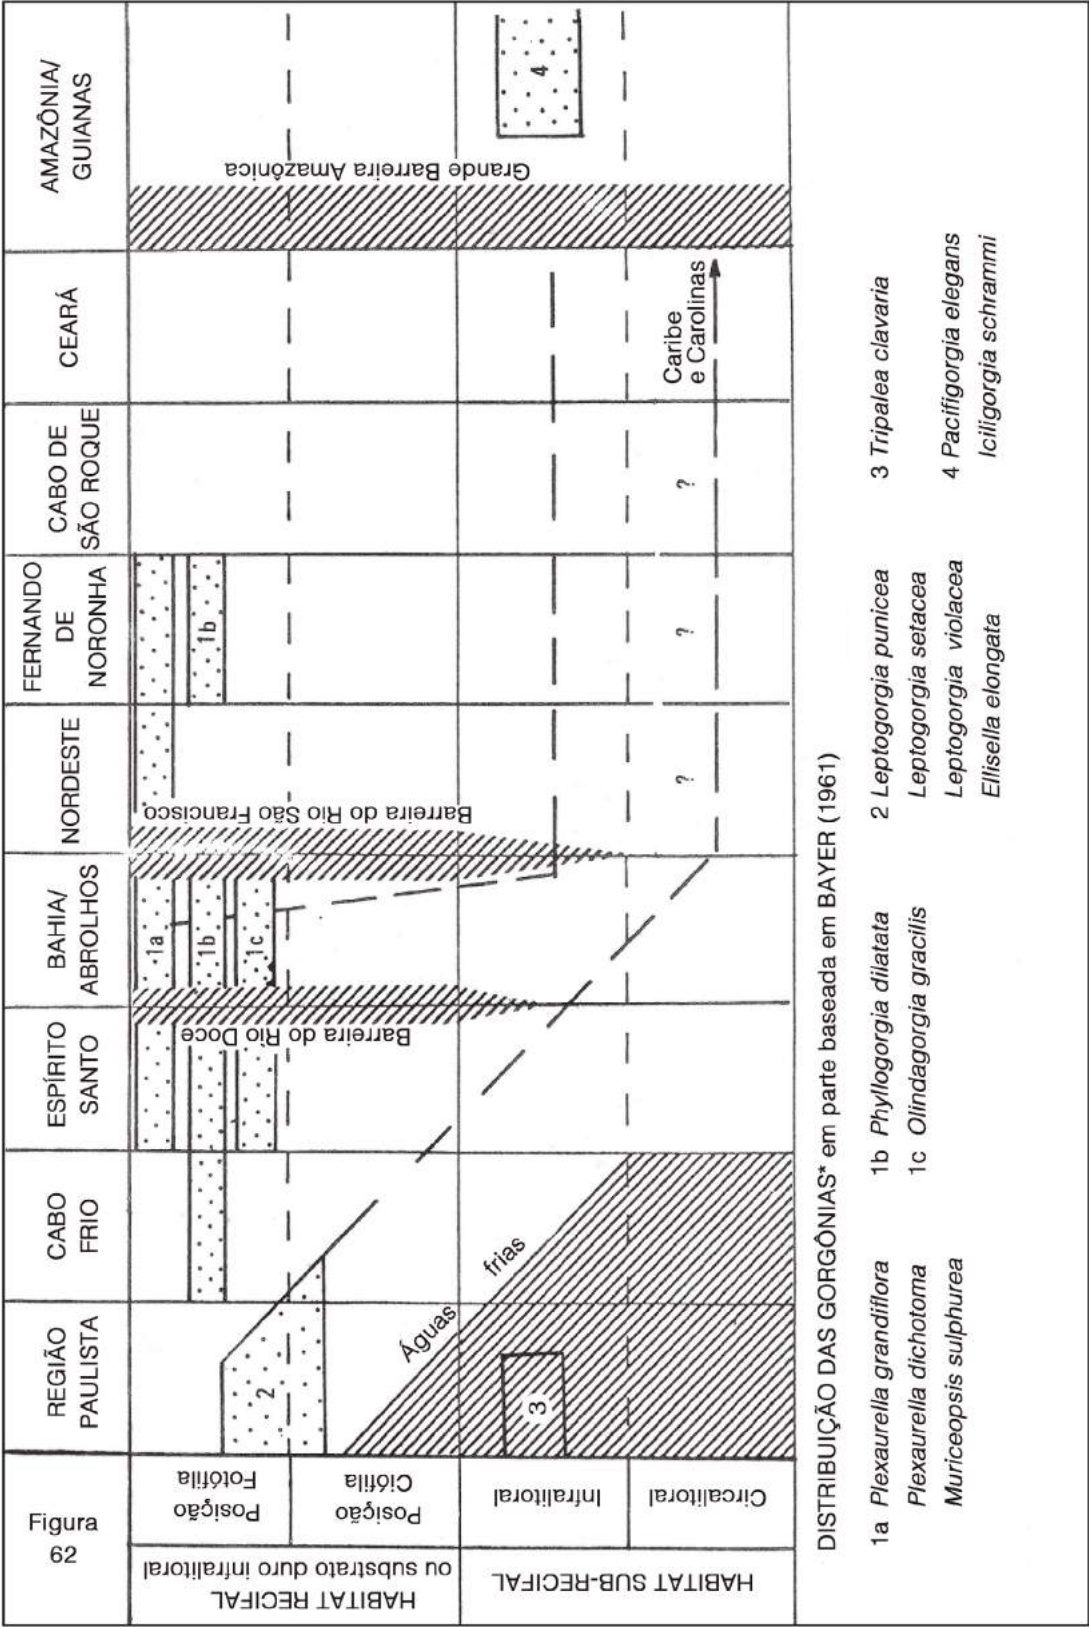 Figura
62
REGIÃO
PAULISTA
CABO
FRIO
ESPÍRITO
SANTO
BAHIA/
ABROLHOS
NORDESTE
FERNANDO
DE
NORONHA
CABO DE
SÃO ROQUE
CEARÁ
AMAZÔNIA/
GUIANAS
HABITAT RECIFAL
ou substrato duro infralitoral
Posição
Fotófila
Posição
Ciófila
HABITAT SUB-RECIFAL
Infralitoral
Circalitoral
2
3
Águas
frias
1a
1b
1c
1b
4
Barreira do Rio Doce
Barreira do Rio São Francisco
Grande Barreira Amazônica
?
?
?
Caribe
e Carolinas
DISTRIBUIÇÃO DAS GORGÔNIAS* em parte baseada em BAYER (1961)
1a Plexaurella grandiflora
Plexaurella dichotoma
Muriceopsis sulphurea
1b Phyllogorgia dilatata
1c Olindagorgia gracilis
2 Leptogorgia punicea
Leptogorgia setacea
Leptogorgia violacea
Ellisella elongata
3 Tripalea clavaria
4 Pacifigorgia elegans
Iciligorgia schrammi